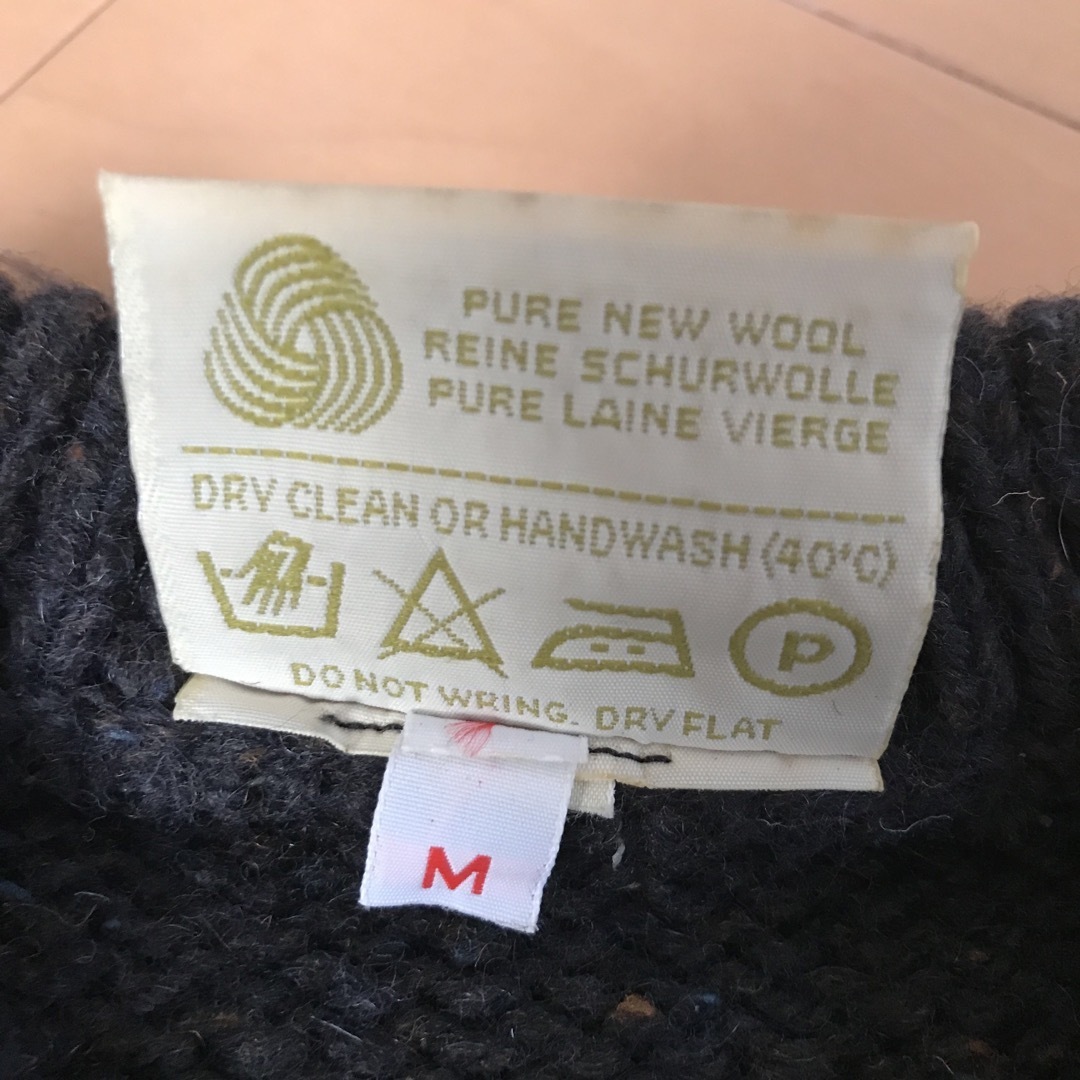 PURE NEW WOOL
REINE SCHURWOLLE
PURE LAINE VIERGE
DRY CLEAN OR HANDWASH (40°C)
P
DO NOT WRING. DRY FLAT
M